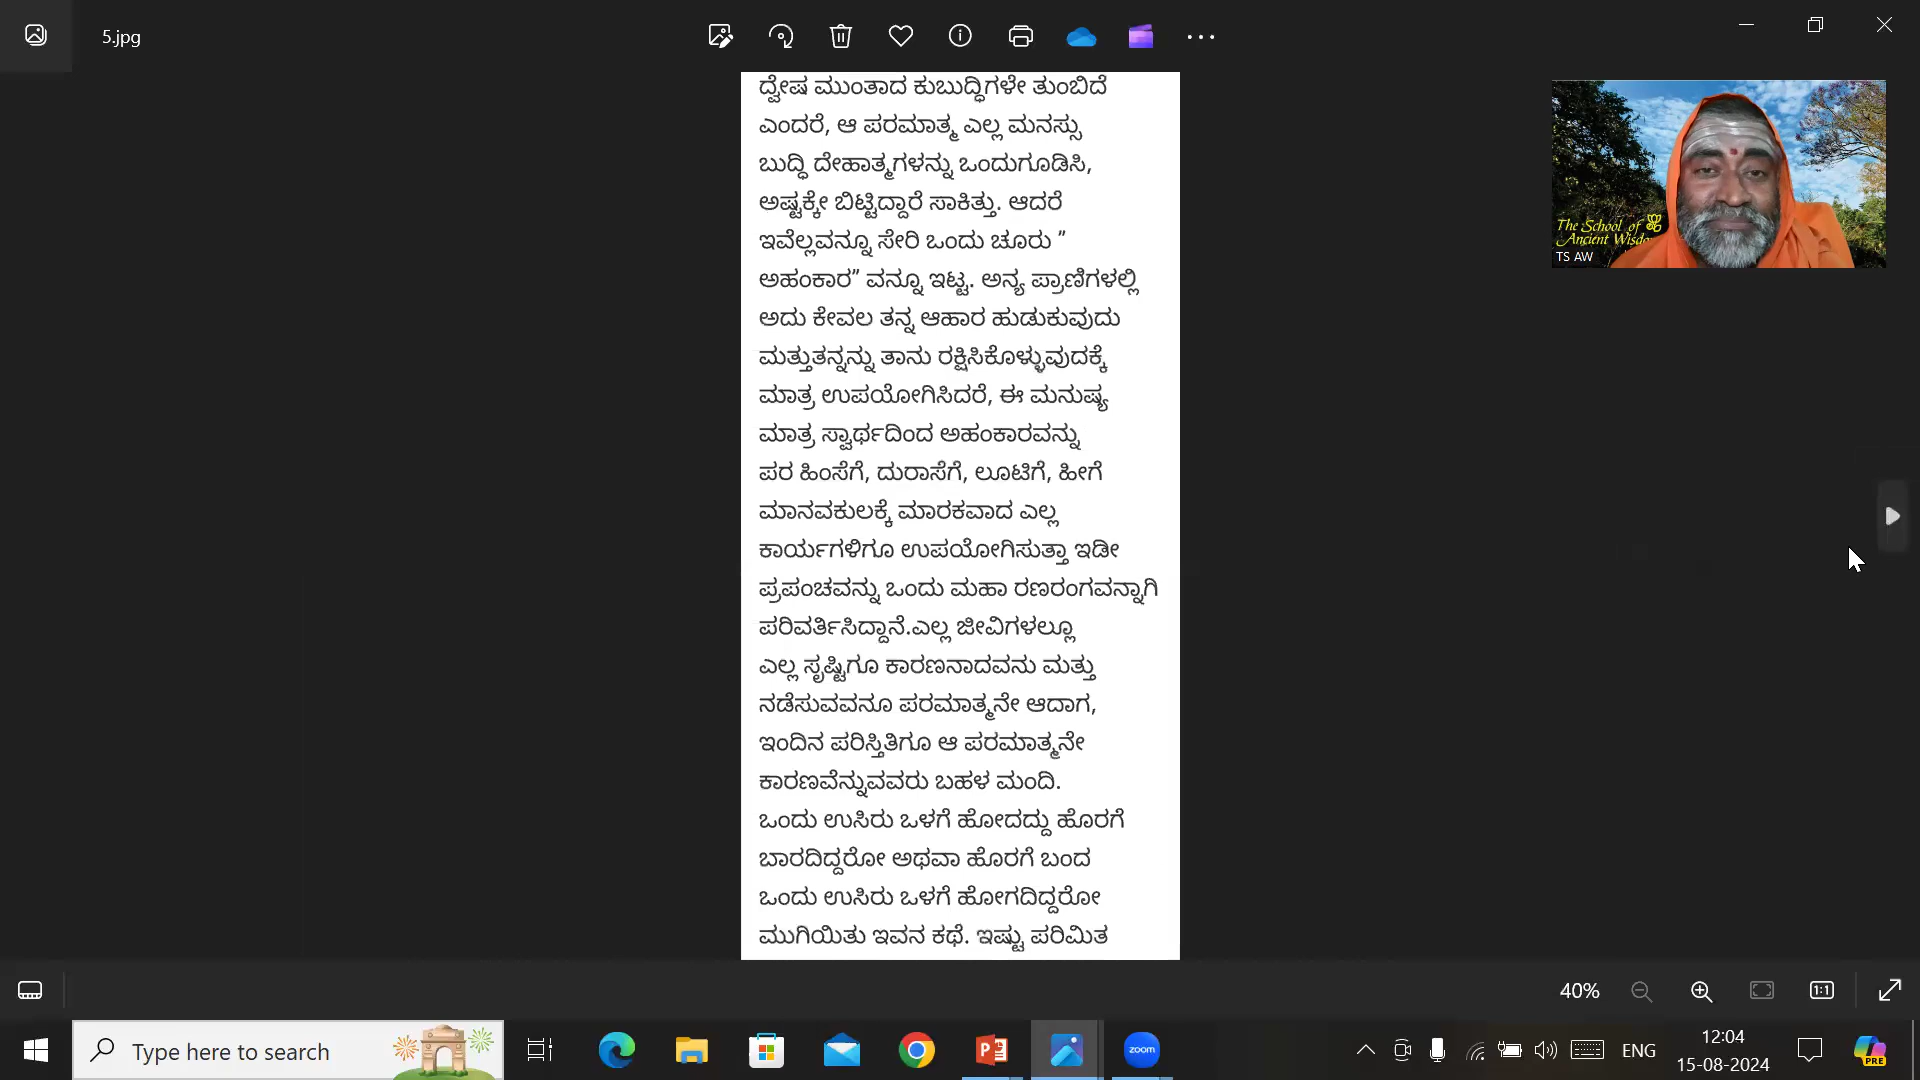 5.jpg
ದ್ವೇಷ ಮುಂತಾದ ಕುಬುದ್ಧಿಗಳೇ ತುಂಬಿದೆ
ಎಂದರೆ, ಆ ಪರಮಾತ್ಮ ಎಲ್ಲ ಮನಸ್ಸು
ಬುದ್ಧಿ ದೇಹಾತ್ಮಗಳನ್ನು ಒಂದುಗೂಡಿಸಿ,
ಅಷ್ಟಕ್ಕೇ ಬಿಟ್ಟಿದ್ದಾರೆ ಸಾಕಿತ್ತು. ಆದರೆ
ಇವೆಲ್ಲವನ್ನೂ ಸೇರಿ ಒಂದು ಚೂರು ”
ಅಹಂಕಾರ” ವನ್ನೂ ಇಟ್ಟ. ಅನ್ಯ ಪ್ರಾಣಿಗಳಲ್ಲಿ
ಅದು ಕೇವಲ ತನ್ನ ಆಹಾರ ಹುಡುಕುವುದು
ಮತ್ತುತನ್ನನ್ನು ತಾನು ರಕ್ಷಿಸಿಕೊಳ್ಳುವುದಕ್ಕೆ
ಮಾತ್ರ ಉಪಯೋಗಿಸಿದರೆ, ಈ ಮನುಷ್ಯ
ಮಾತ್ರ ಸ್ವಾರ್ಥದಿಂದ ಅಹಂಕಾರವನ್ನು
ಪರ ಹಿಂಸೆಗೆ, ದುರಾಸೆಗೆ, ಲೂಟಿಗೆ, ಹೀಗೆ
ಮಾನವಕುಲಕ್ಕೆ ಮಾರಕವಾದ ಎಲ್ಲ
ಕಾರ್ಯಗಳಿಗೂ ಉಪಯೋಗಿಸುತ್ತಾ ಇಡೀ
ಪ್ರಪಂಚವನ್ನು ಒಂದು ಮಹಾ ರಣರಂಗವನ್ನಾಗಿ
ಪರಿವರ್ತಿಸಿದ್ದಾನೆ.ಎಲ್ಲ ಜೀವಿಗಳಲ್ಲೂ
ಎಲ್ಲ ಸೃಷ್ಟಿಗೂ ಕಾರಣನಾದವನು ಮತ್ತು
ನಡೆಸುವವನೂ ಪರಮಾತ್ಮನೇ ಆದಾಗ,
ಇಂದಿನ ಪರಿಸ್ತಿತಿಗೂ ಆ ಪರಮಾತ್ಮನೇ
ಕಾರಣವೆನ್ನುವವರು ಬಹಳ ಮಂದಿ.
ಒಂದು ಉಸಿರು ಒಳಗೆ ಹೋದದ್ದು ಹೊರಗೆ
ಬಾರದಿದ್ದರೋ ಅಥವಾ ಹೊರಗೆ ಬಂದ
ಒಂದು ಉಸಿರು ಒಳಗೆ ಹೋಗದಿದ್ದರೋ
ಮುಗಿಯಿತು ಇವನ ಕಥೆ. ಇಷ್ಟು ಪರಿಮಿತ
The School of
Ancient Wisdo
TS AW
40%
1:1
Type here to search
zoom
ENG
12:04
15-08-2024
PRE